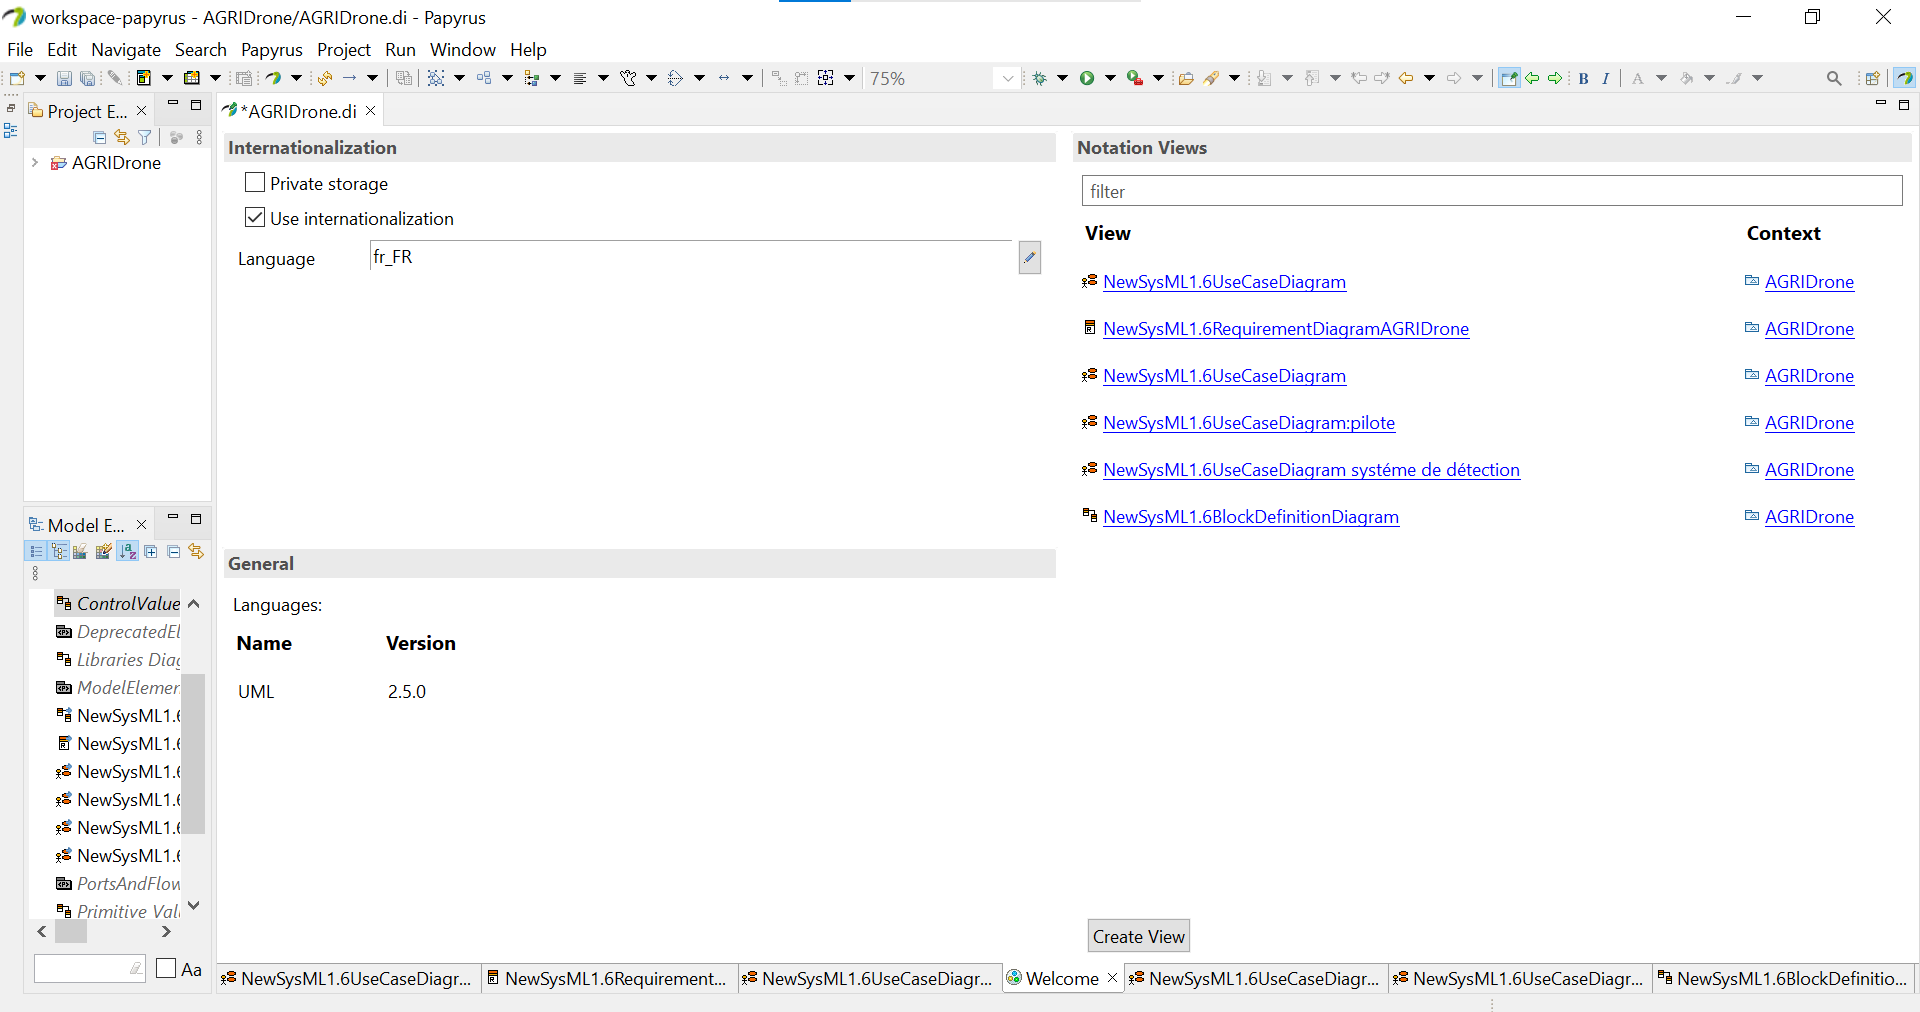 workspace-papyrus - AGRIDrone/AGRIDrone.di - Papyrus
File Edit Navigate Search Papyrus Project Run Window Help
75%
Project E...
*AGRIDrone.di
AGRIDrone
Internationalization
Private storage
Use internationalization
Language fr_FR
Notation Views
filter
View Context
NewSysML1.6UseCaseDiagram AGRIDrone
NewSysML1.6RequirementDiagramAGRIDrone AGRIDrone
NewSysML1.6UseCaseDiagram AGRIDrone
NewSysML1.6UseCaseDiagram:pilote AGRIDrone
NewSysML1.6UseCaseDiagram systéme de détection AGRIDrone
NewSysML1.6BlockDefinitionDiagram AGRIDrone
Model E...
ControlValue
DeprecatedEl
Libraries Diag
ModelElemen
NewSysML1.6
NewSysML1.6
NewSysML1.6
NewSysML1.6
NewSysML1.6
NewSysML1.6
PortsAndFlow
Primitive Val
Aa
General
Languages:
Name Version
UML 2.5.0
Create View
NewSysML1.6UseCaseDiagr... NewSysML1.6Requirement... NewSysML1.6UseCaseDiagr... Welcome NewSysML1.6UseCaseDiagr... NewSysML1.6UseCaseDiagr... NewSysML1.6BlockDefinitio...